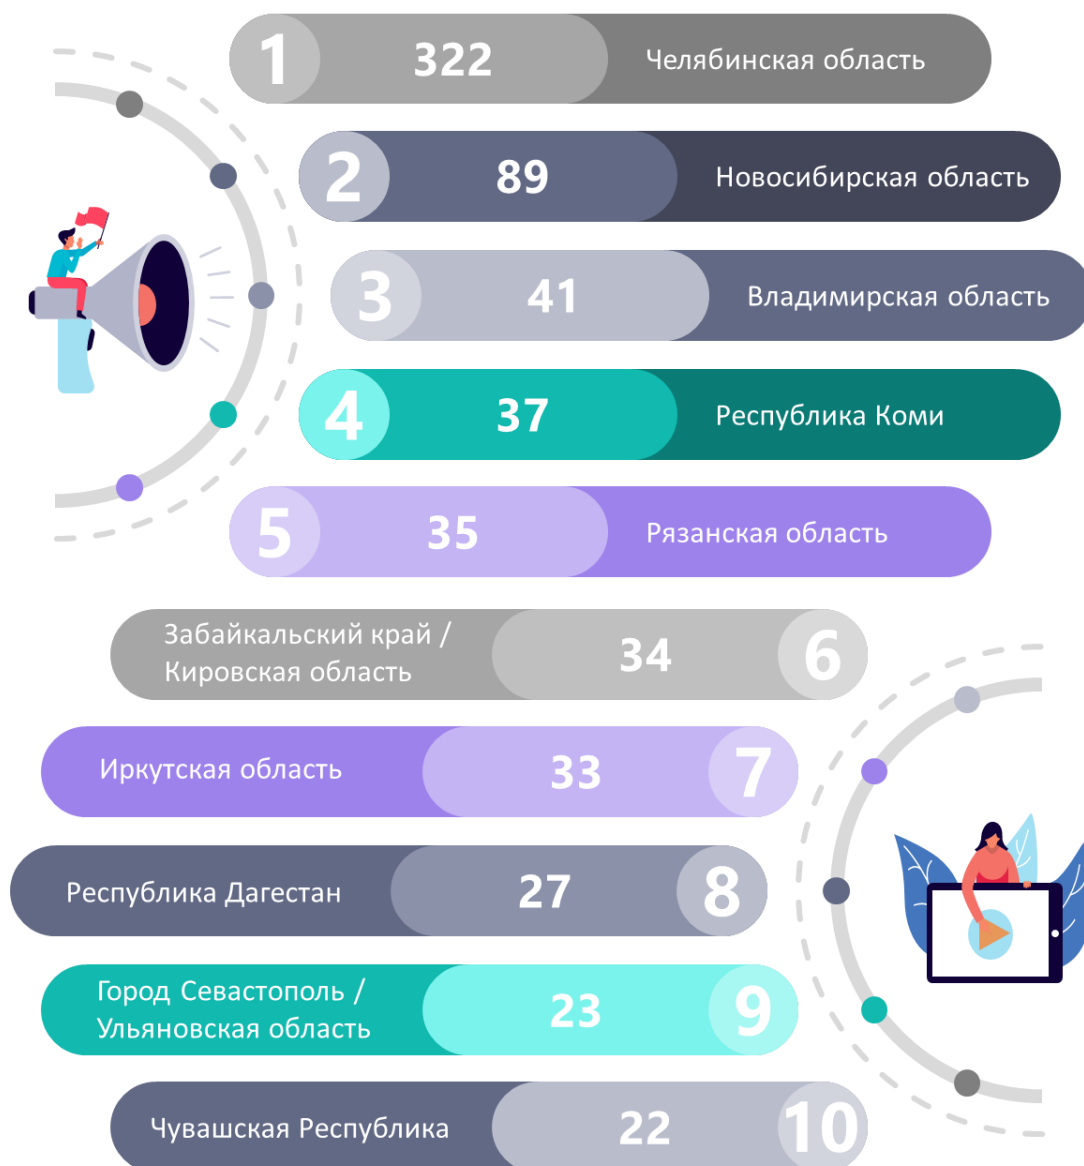 1 322 Челябинская область
2 89 Новосибирская область
3 41 Владимирская область
4 37 Республика Коми
5 35 Рязанская область
Забайкальский край /
Кировская область 34 6
Иркутская область 33 7
Республика Дагестан 27 8
Город Севастополь /
Ульяновская область 23 9
Чувашская Республика 22 10